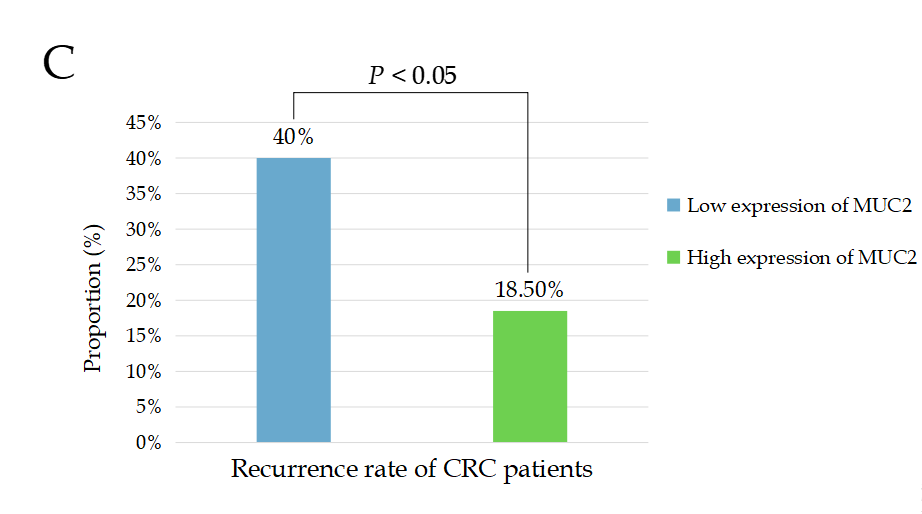 C
P < 0.05
45%
40%
35%
30%
25%
20%
15%
10%
5%
0%
Proportion (%)
40%
18.50%
Recurrence rate of CRC patients
Low expression of MUC2
High expression of MUC2